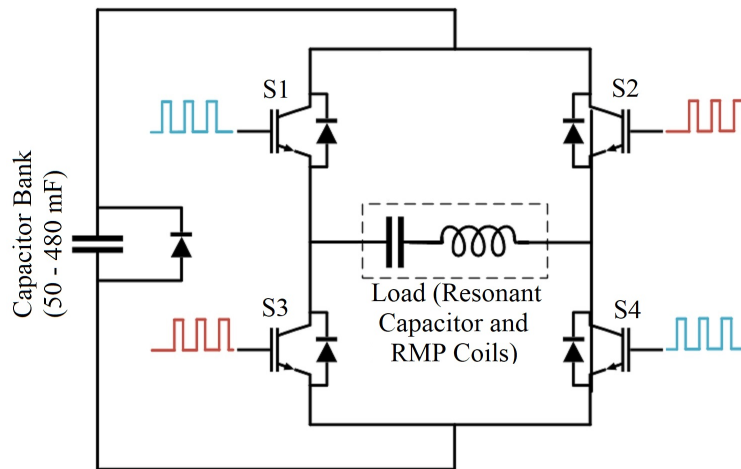 S1
S2
Capacitor Bank
(50 - 480 mF)
S3
Load (Resonant
Capacitor and
RMP Coils)
S4